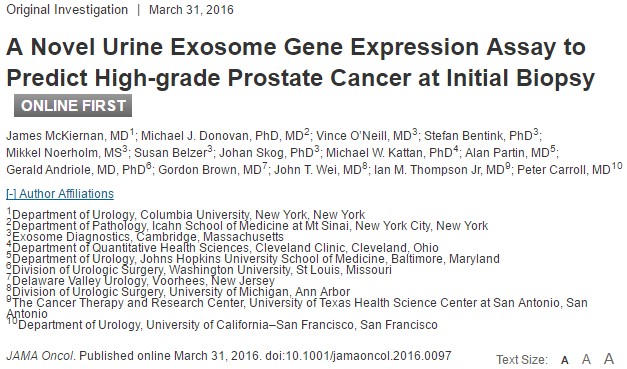 Original Investigation | March 31, 2016
A Novel Urine Exosome Gene Expression Assay to
Predict High-grade Prostate Cancer at Initial Biopsy
ONLINE FIRST
James McKiernan, MD1; Michael J. Donovan, PhD, MD2; Vince O’Neill, MD3; Stefan Bentink, PhD3;
Mikkel Noerholm, MS3; Susan Belzer3; Johan Skog, PhD3; Michael W. Kattan, PhD4; Alan Partin, MD5;
Gerald Andriole, MD, PhD6; Gordon Brown, MD7; John T. Wei, MD8; Ian M. Thompson Jr, MD9; Peter Carroll, MD10
[-] Author Affiliations
1Department of Urology, Columbia University, New York, New York
2Department of Pathology, Icahn School of Medicine at Mt Sinai, New York City, New York
3Exosome Diagnostics, Cambridge, Massachusetts
4Department of Quantitative Health Sciences, Cleveland Clinic, Cleveland, Ohio
5Department of Urology, Johns Hopkins University School of Medicine, Baltimore, Maryland
6Division of Urologic Surgery, Washington University, St Louis, Missouri
7Delaware Valley Urology, Voorhees, New Jersey
8Division of Urologic Surgery, University of Michigan, Ann Arbor
9The Cancer Therapy and Research Center, University of Texas Health Science Center at San Antonio, San
Antonio
10Department of Urology, University of California–San Francisco, San Francisco
JAMA Oncol. Published online March 31, 2016. doi:10.1001/jamaoncol.2016.0097
Text Size: A A A